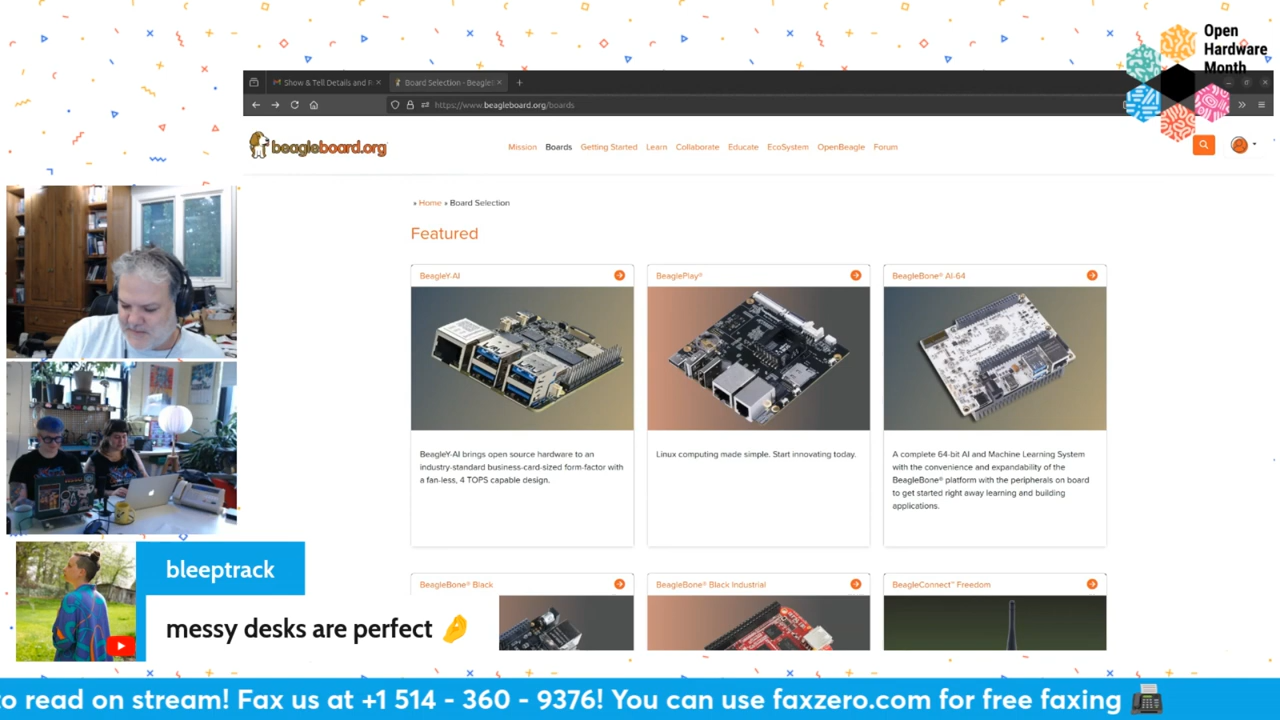 Open
Hardware
Month
Show & Tell Details and R
Board Selection - Beagle
https://www.beagleboard.org/boards
beagleboard.org
Mission Boards Getting Started Learn Collaborate Educate EcoSystem OpenBeagle Forum
» Home » Board Selection
Featured
BeagleY-AI
BeagleY-AI brings open source hardware to an
industry-standard business-card-sized form-factor with
a fan-less, 4 TOPS capable design.
BeaglePlay®
Linux computing made simple. Start innovating today.
BeagleBone® AI-64
A complete 64-bit AI and Machine Learning System
with the convenience and expandability of the
BeagleBone® platform with the peripherals on board
to get started right away learning and building
applications.
BeagleBone® Black
BeagleBone® Black Industrial
BeagleConnect™ Freedom
bleeptrack
messy desks are perfect 🤌
to read on stream! Fax us at +1 514 - 360 - 9376! You can use faxzero.com for free faxing 📠